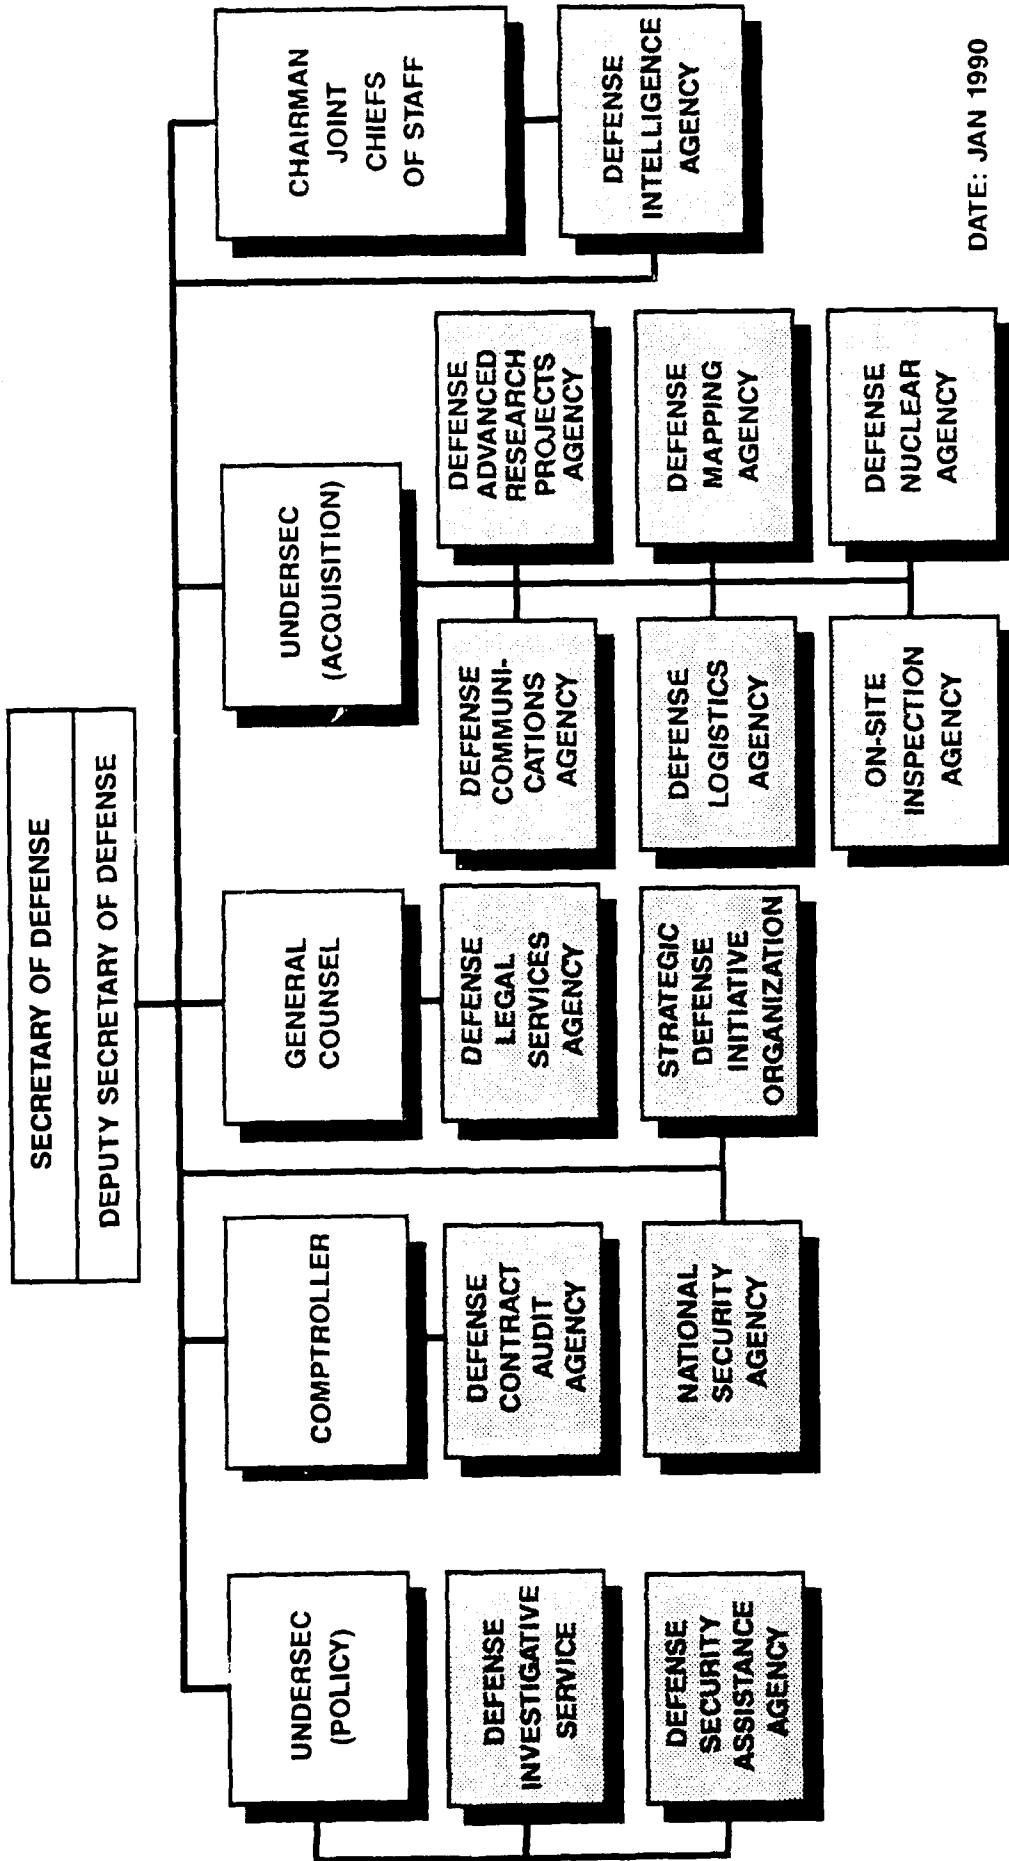 SECRETARY OF DEFENSE
DEPUTY SECRETARY OF DEFENSE
UNDERSEC
(POLICY)
DEFENSE
INVESTIGATIVE
SERVICE
DEFENSE
SECURITY
ASSISTANCE
AGENCY
COMPTROLLER
DEFENSE
CONTRACT
AUDIT
AGENCY
NATIONAL
SECURITY
AGENCY
GENERAL
COUNSEL
DEFENSE
LEGAL
SERVICES
AGENCY
STRATEGIC
DEFENSE
INITIATIVE
ORGANIZATION
UNDERSEC
(ACQUISITION)
DEFENSE
COMMUNI-
CATIONS
AGENCY
DEFENSE
ADVANCED
RESEARCH
PROJECTS
AGENCY
DEFENSE
LOGISTICS
AGENCY
DEFENSE
MAPPING
AGENCY
ON-SITE
INSPECTION
AGENCY
DEFENSE
NUCLEAR
AGENCY
CHAIRMAN
JOINT
CHIEFS
OF STAFF
DEFENSE
INTELLIGENCE
AGENCY
DATE: JAN 1990